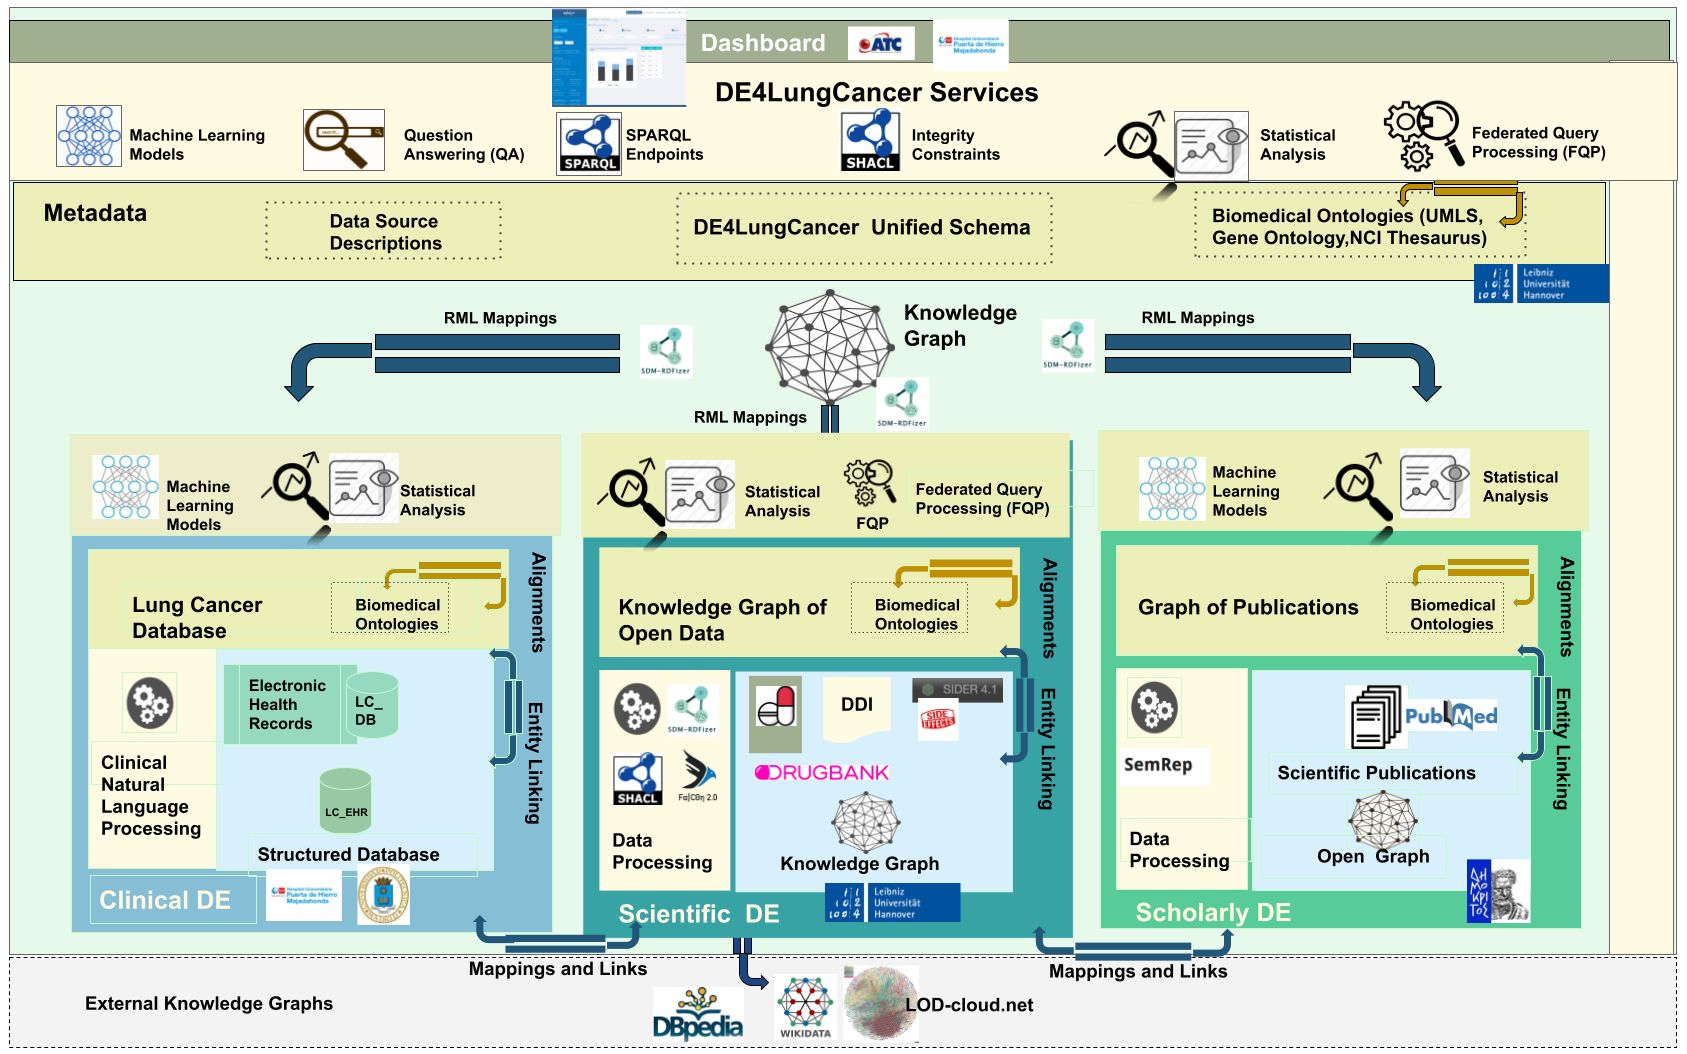 Dashboard
ATC
Hospital Universitario
Puerta de Hierro
Majadahonda
DE4LungCancer Services
Machine Learning
Models
search...
Question
Answering (QA)
SPARQL
SPARQL
Endpoints
SHACL
Integrity
Constraints
Statistical
Analysis
Federated Query
Processing (FQP)
Metadata
Data Source
Descriptions
DE4LungCancer Unified Schema
Biomedical Ontologies (UMLS,
Gene Ontology,NCI Thesaurus)
Leibniz
Universität
Hannover
RML Mappings
SDM-RDFizer
Knowledge
Graph
SDM-RDFizer
RML Mappings
SDM-RDFizer
RML Mappings
Machine
Learning
Models
Statistical
Analysis
Statistical
Analysis
FQP
Federated Query
Processing (FQP)
Machine
Learning
Models
Statistical
Analysis
Lung Cancer
Database
Biomedical
Ontologies
Alignments
Entity Linking
Electronic
Health
Records
LC_
DB
Clinical
Natural
Language
Processing
LC_EHR
Structured Database
Clinical DE
Hospital Universitario
Puerta de Hierro
Majadahonda
Knowledge Graph of
Open Data
Biomedical
Ontologies
Alignments
Entity Linking
SDM-RDFizer
SHACL
FaΙCΘη 2.0
Data
Processing
DDI
SIDER 4.1
SIDE
EFFECTS
DRUGBANK
Knowledge Graph
Scientific DE
Leibniz
Universität
Hannover
Graph of Publications
Biomedical
Ontologies
Alignments
Entity Linking
SemRep
Data
Processing
PubMed
Scientific Publications
Open Graph
Scholarly DE
ΔΗΜΟΚΡΙΤΟΣ
Mappings and Links
Mappings and Links
External Knowledge Graphs
DBpedia
WIKIDATA
LOD-cloud.net